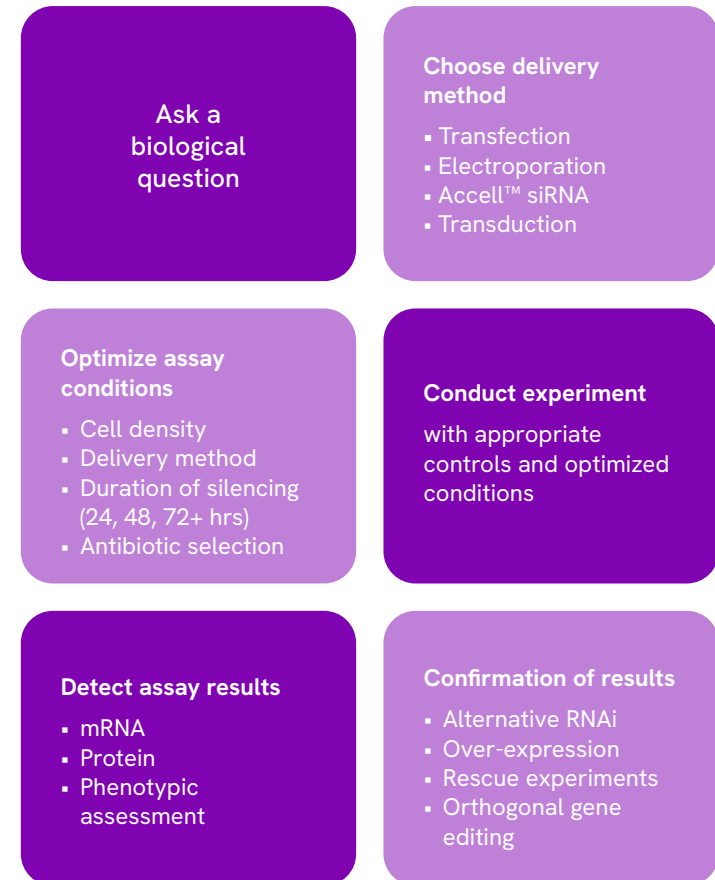 Ask a
biological
question
Choose delivery
method
▪ Transfection
▪ Electroporation
▪ Accell™ siRNA
▪ Transduction
Optimize assay
conditions
▪ Cell density
▪ Delivery method
▪ Duration of silencing
(24, 48, 72+ hrs)
▪ Antibiotic selection
Conduct experiment
with appropriate
controls and optimized
conditions
Detect assay results
▪ mRNA
▪ Protein
▪ Phenotypic
assessment
Confirmation of results
▪ Alternative RNAi
▪ Over-expression
▪ Rescue experiments
▪ Orthogonal gene
editing